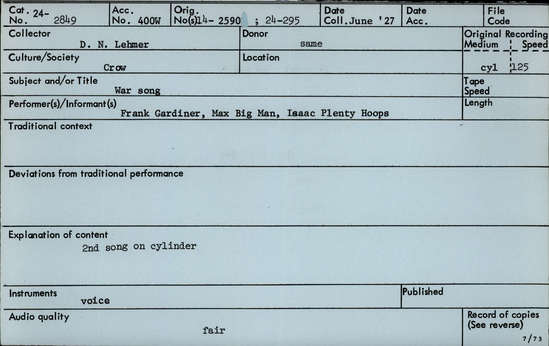 Cat. 24- Acc. Orig. Date Date File
No. 2849 No. 400W No(s)14- 2590 ; 24-295 Coll.June '27 Acc. Code
Collector Donor Original Recording
D. N. Lehmer same Medium Speed
Culture/Society Location
Crow cyl 125
Subject and/or Title Tape
War song Speed
Performer(s)/Informant(s) Length
Frank Gardiner, Max Big Man, Isaac Plenty Hoops
Traditional context
Deviations from traditional performance
Explanation of content
2nd song on cylinder
Instruments Published
voice
Audio quality Record of copies
fair (See reverse)
7/73